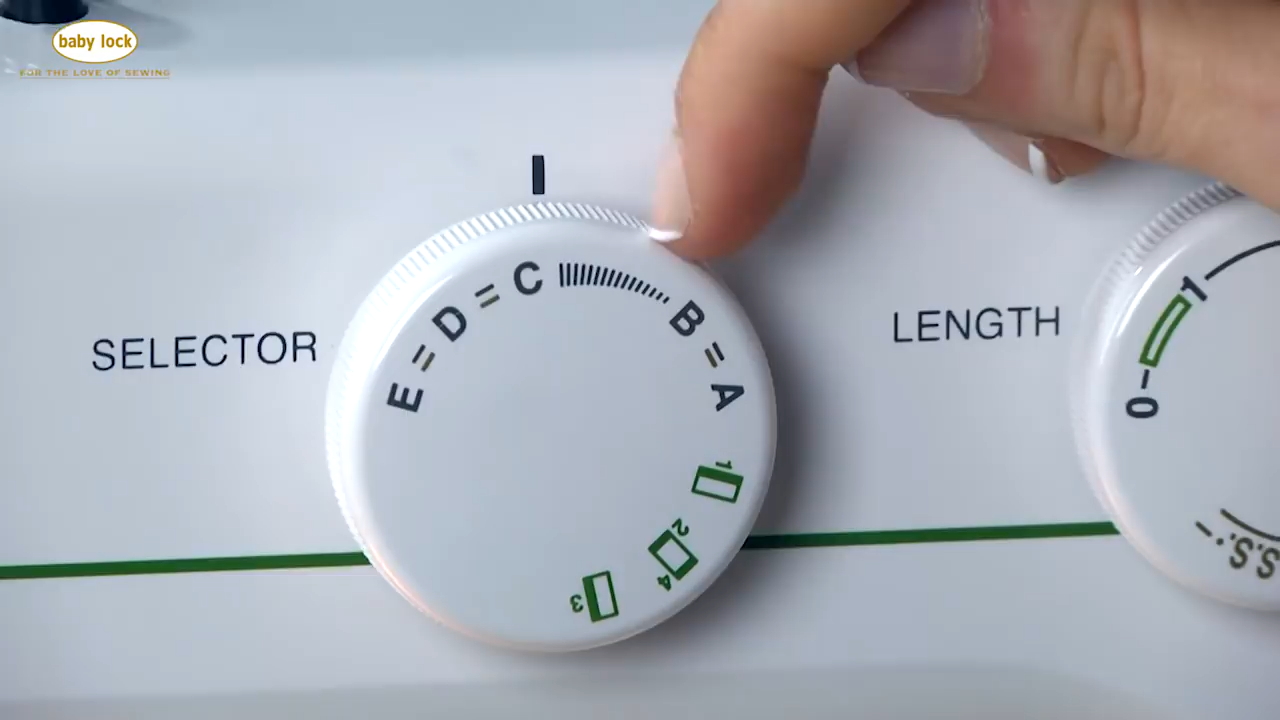 baby lock
FOR THE LOVE OF SEWING
SELECTOR
E = D = C B = A
1
2
4
3
LENGTH
0 - 1
S.S.